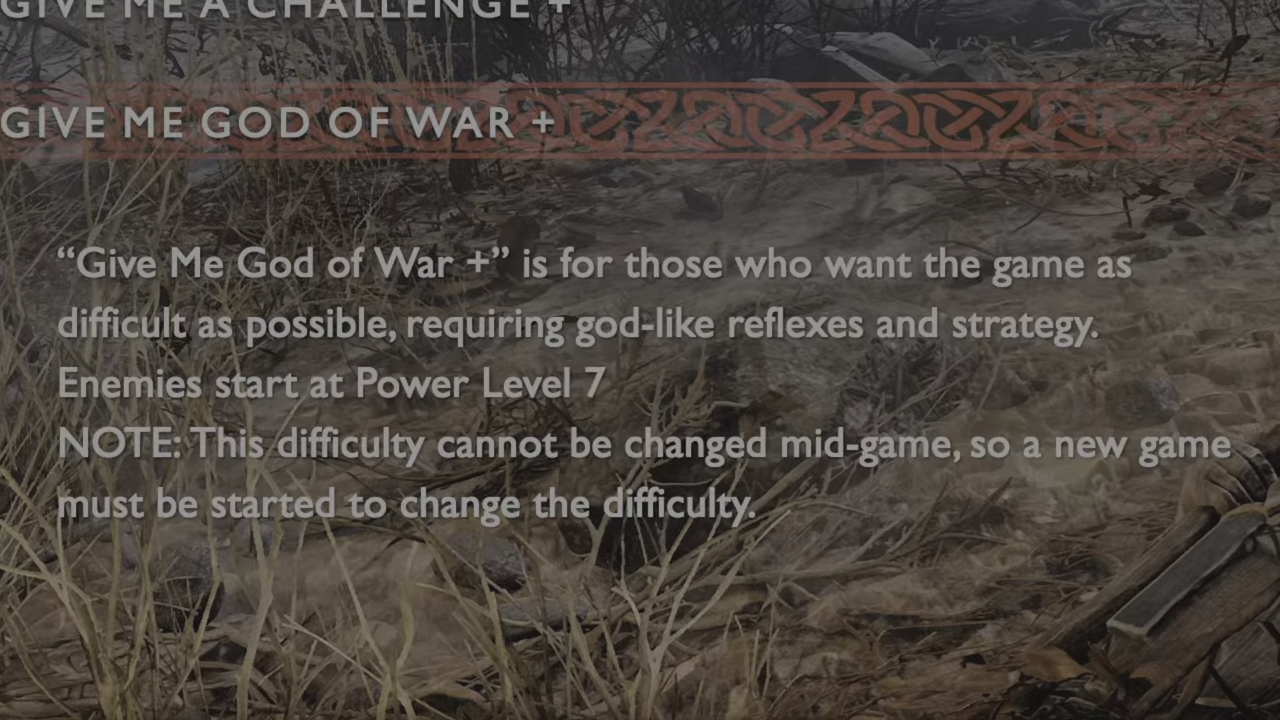 GIVE ME A CHALLENGE +
GIVE ME GOD OF WAR +
“Give Me God of War +” is for those who want the game as
difficult as possible, requiring god-like reflexes and strategy.
Enemies start at Power Level 7
NOTE: This difficulty cannot be changed mid-game, so a new game
must be started to change the difficulty.